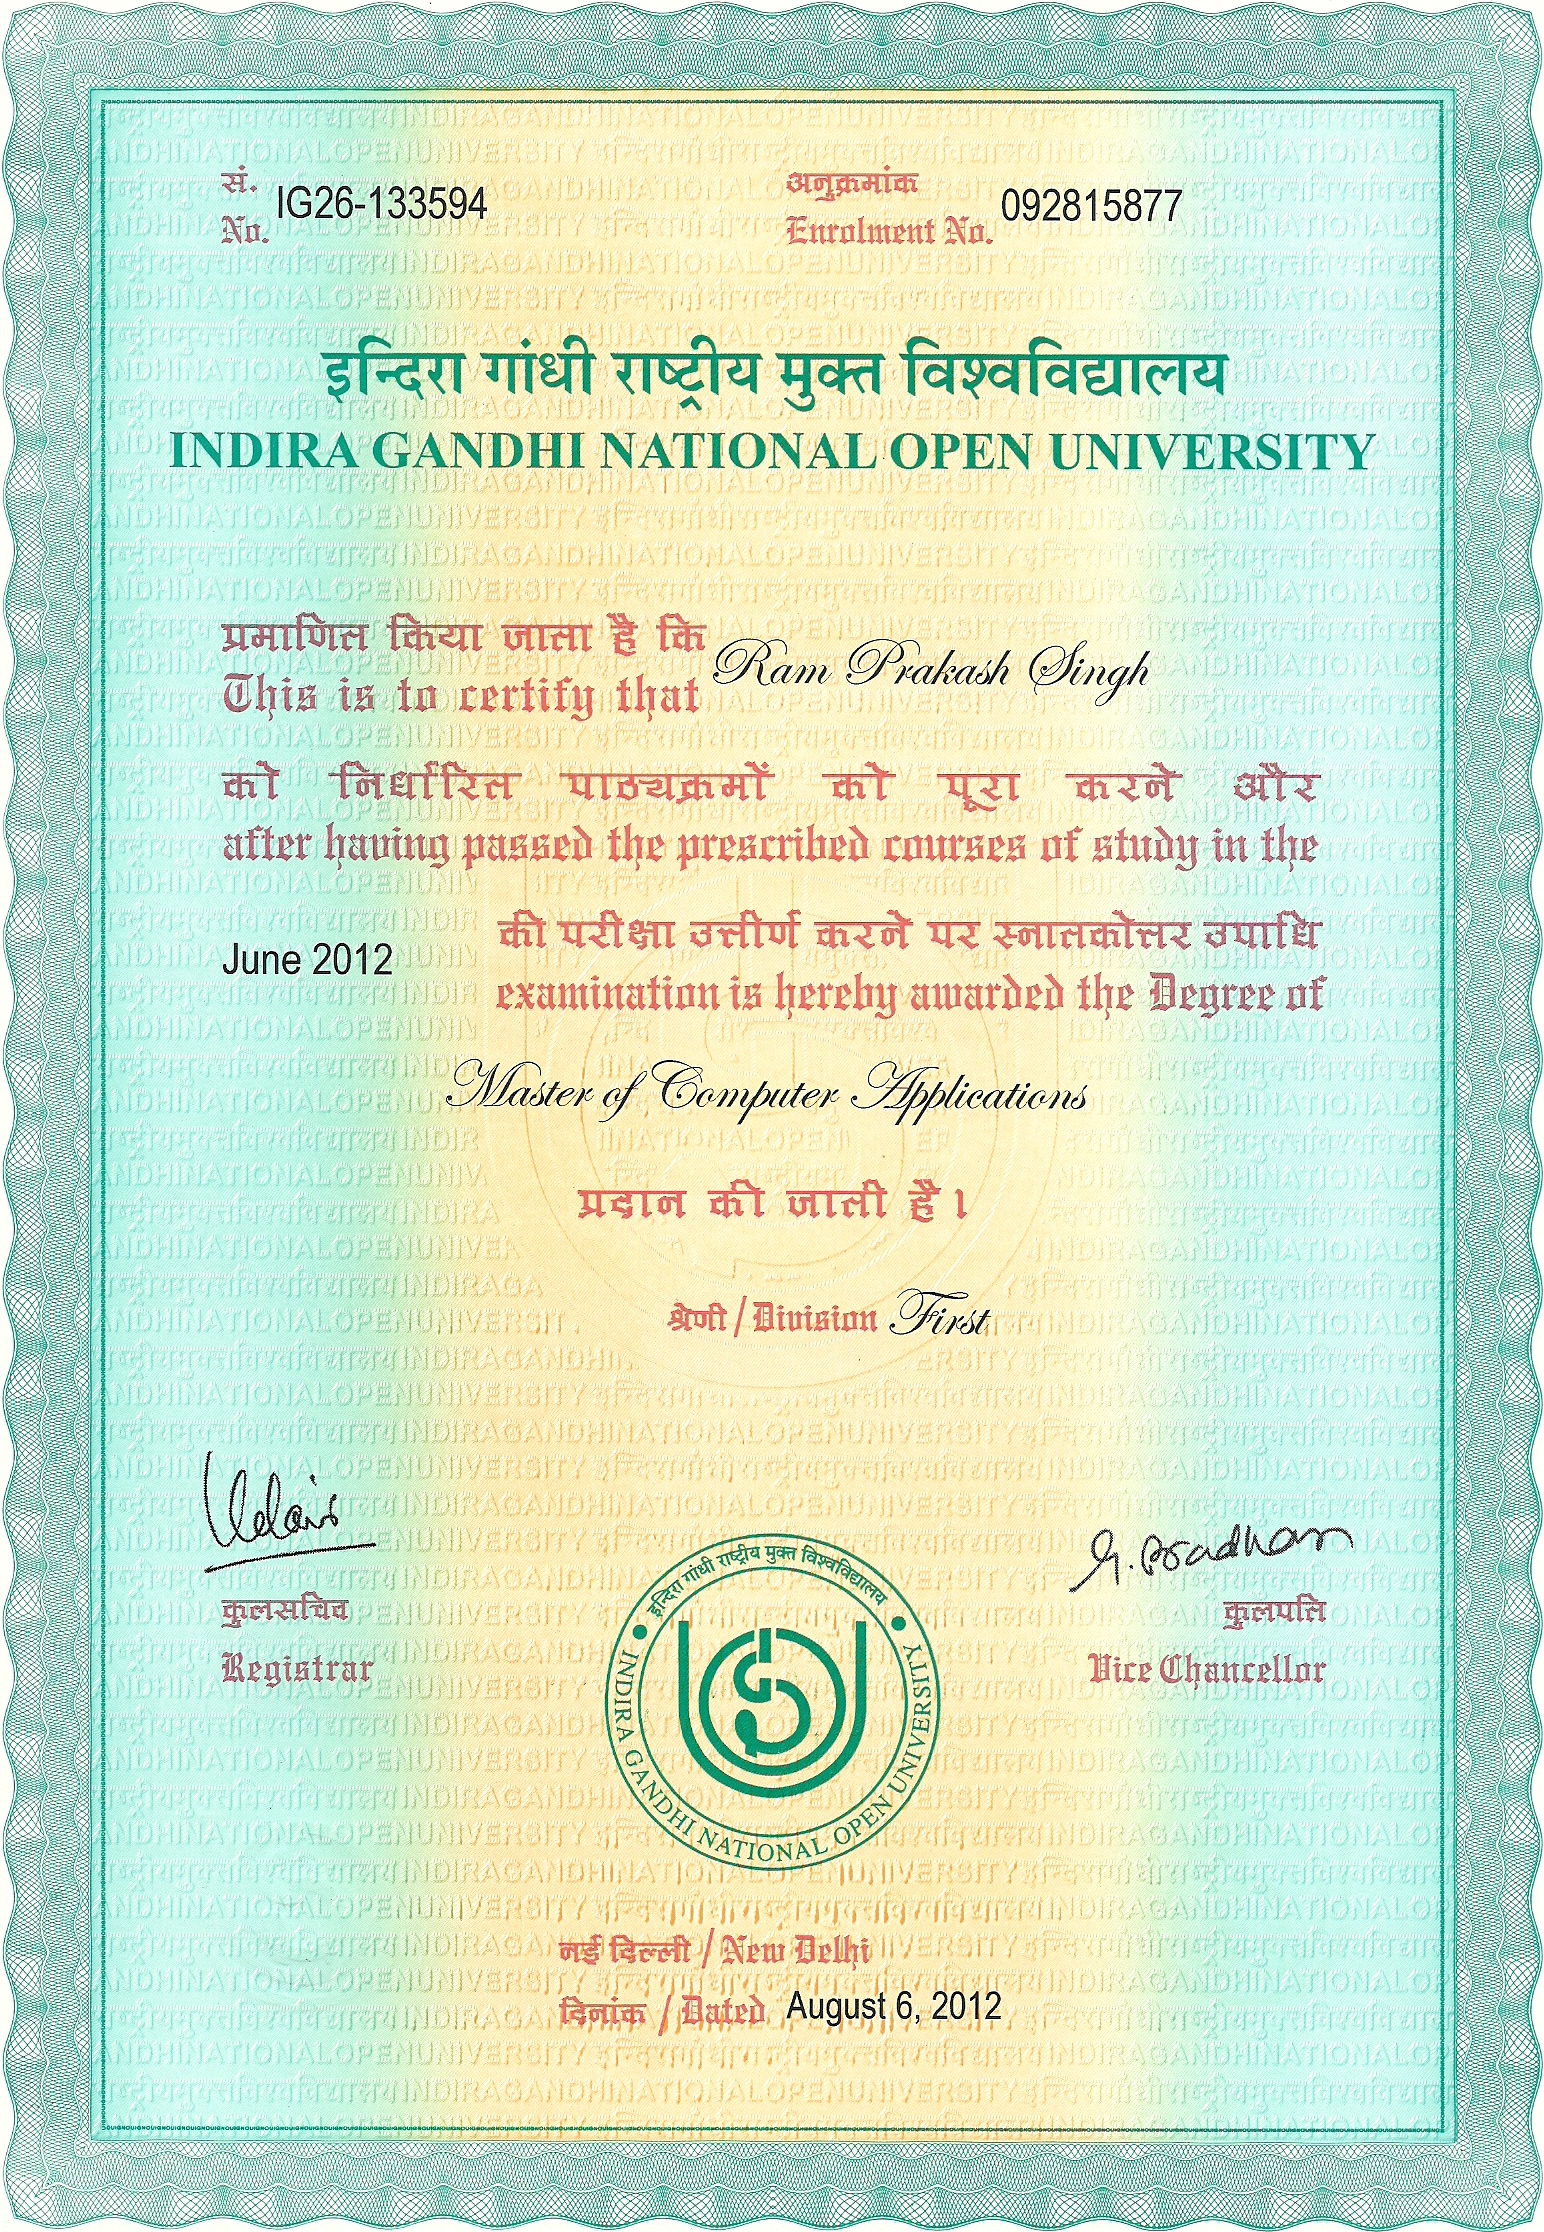 सं.
No. IG26-133594
अनुक्रमांक
Enrolment No. 092815877
इन्दिरा गांधी राष्ट्रीय मुक्त विश्वविद्यालय
INDIRA GANDHI NATIONAL OPEN UNIVERSITY
प्रमाणित किया जाता है कि
This is to certify that Ram Prakash Singh
को निर्धारित पाठ्यक्रमों को पूरा करने और
after having passed the prescribed courses of study in the
की परीक्षा उत्तीर्ण करने पर स्नातकोत्तर उपाधि
June 2012
examination is hereby awarded the Degree of
Master of Computer Applications
प्रदान की जाती है।
श्रेणी / Division First
कुलसचिव
Registrar
G. Pradhan
कुलपति
Vice Chancellor
इन्दिरा गांधी राष्ट्रीय मुक्त विश्वविद्यालय
INDIRA GANDHI NATIONAL OPEN UNIVERSITY
नई दिल्ली / New Delhi
दिनांक / Dated August 6, 2012